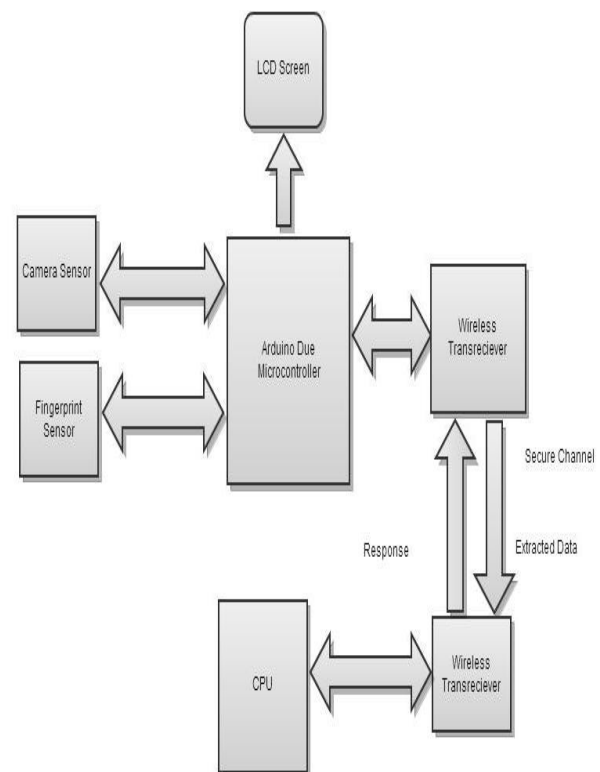 LCD Screen
Camera Sensor
Arduino Due
Microcontroller
Wireless
Transreciever
Fingerprint
Sensor
Secure Channel
Response
Extracted Data
CPU
Wireless
Transreciever